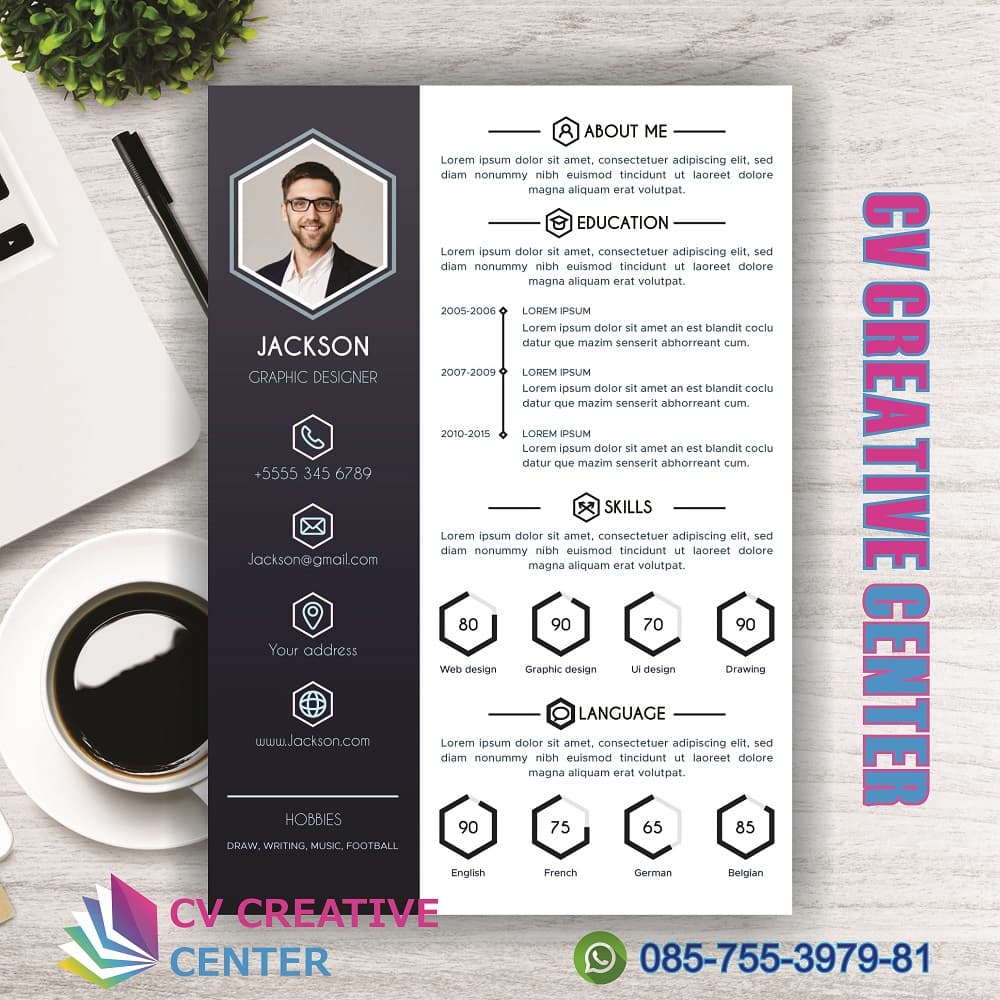 JACKSON
GRAPHIC DESIGNER
+5555 345 6789
Jackson@gmail.com
Your address
www.Jackson.com
HOBBIES
DRAW, WRITING, MUSIC, FOOTBALL
ABOUT ME
Lorem ipsum dolor sit amet, consectetuer adipiscing elit, sed
diam nonummy nibh euismod tincidunt ut laoreet dolore
magna aliquam erat volutpat.
EDUCATION
Lorem ipsum dolor sit amet, consectetuer adipiscing elit, sed
diam nonummy nibh euismod tincidunt ut laoreet dolore
magna aliquam erat volutpat.
2005-2006 LOREM IPSUM
Lorem ipsum dolor sit amet an est blandit coclu
datur que mazim senserit abhorreant cum.
2007-2009 LOREM IPSUM
Lorem ipsum dolor sit amet an est blandit coclu
datur que mazim senserit abhorreant cum.
2010-2015 LOREM IPSUM
Lorem ipsum dolor sit amet an est blandit coclu
datur que mazim senserit abhorreant cum.
SKILLS
Lorem ipsum dolor sit amet, consectetuer adipiscing elit, sed
diam nonummy nibh euismod tincidunt ut laoreet dolore
magna aliquam erat volutpat.
80 90 70 90
Web design Graphic design Ui design Drawing
LANGUAGE
Lorem ipsum dolor sit amet, consectetuer adipiscing elit, sed
diam nonummy nibh euismod tincidunt ut laoreet dolore
magna aliquam erat volutpat.
90 75 65 85
English French German Belgian
CV CREATIVE CENTER
CV CREATIVE
CENTER
085-755-3979-81